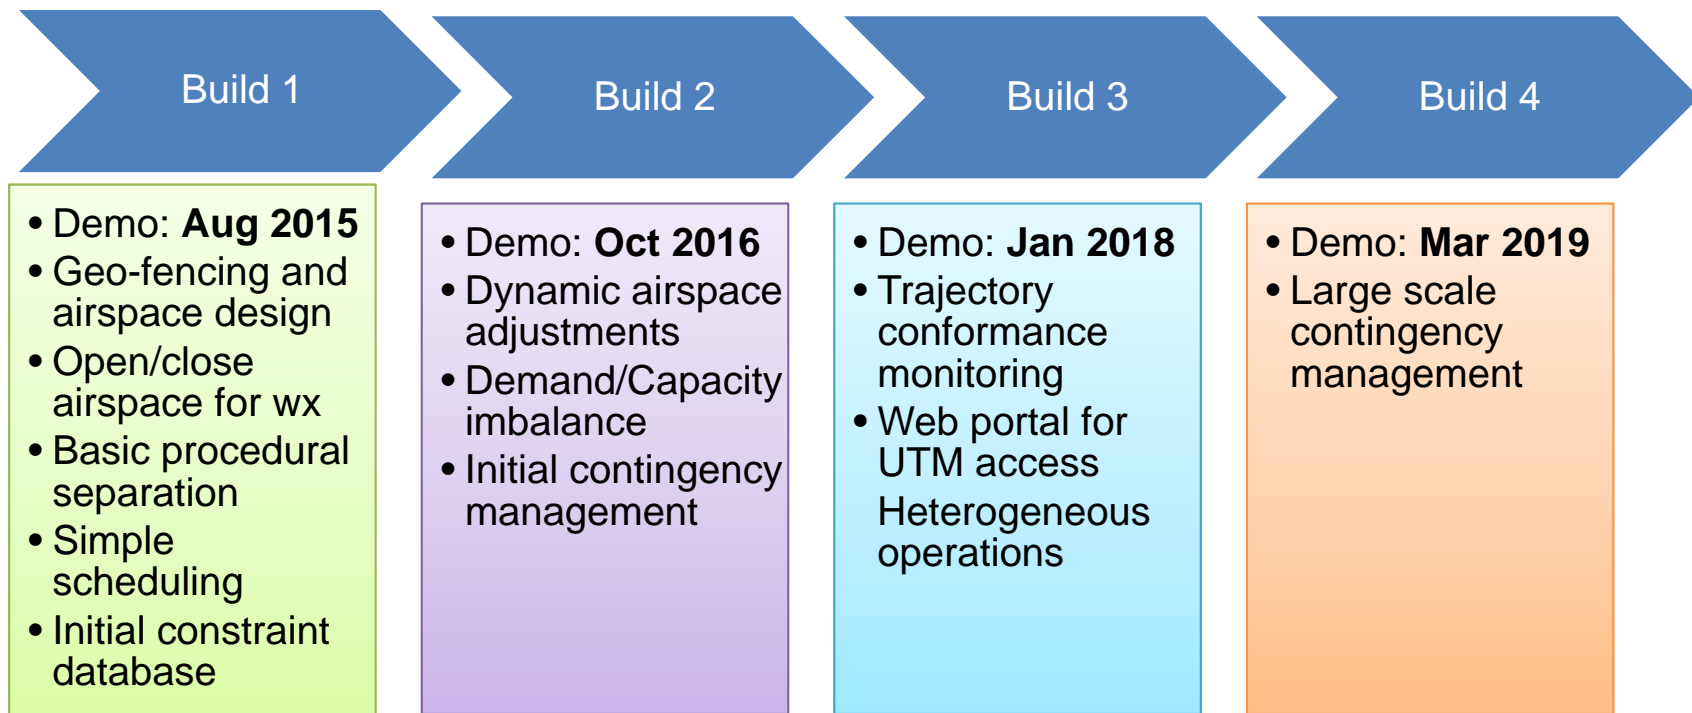 Build 1
• Demo: Aug 2015
• Geo-fencing and
airspace design
• Open/close
airspace for wx
• Basic procedural
separation
• Simple
scheduling
• Initial constraint
database
Build 2
• Demo: Oct 2016
• Dynamic airspace
adjustments
• Demand/Capacity
imbalance
• Initial contingency
management
Build 3
• Demo: Jan 2018
• Trajectory
conformance
monitoring
• Web portal for
UTM access
Heterogeneous
operations
Build 4
• Demo: Mar 2019
• Large scale
contingency
management